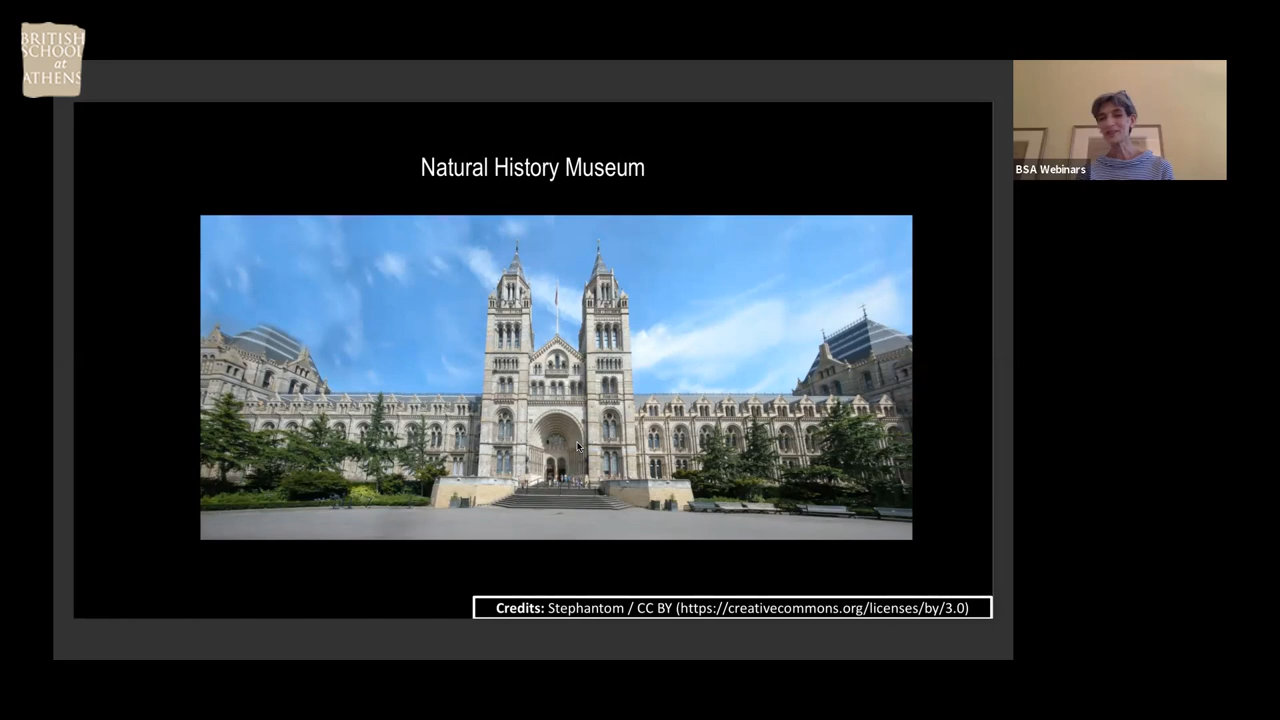 BRITISH
SCHOOL
at
ATHENS
Natural History Museum
BSA Webinars
Credits: Stephantom / CC BY (https://creativecommons.org/licenses/by/3.0)